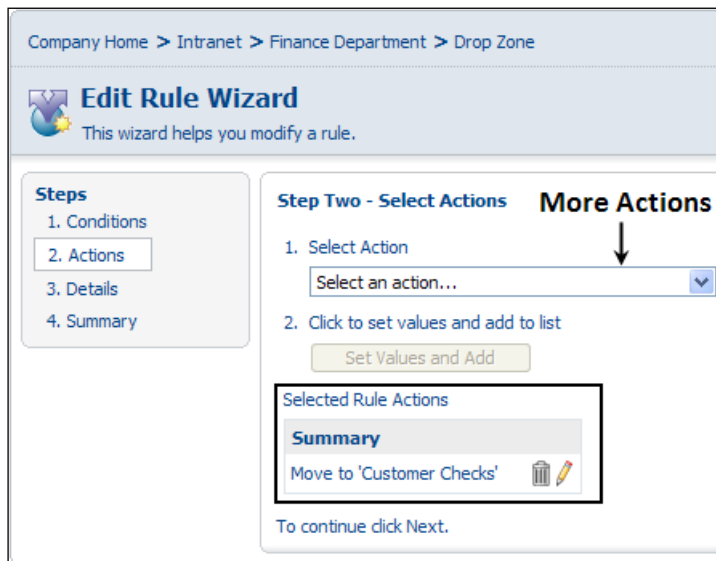 Company Home > Intranet > Finance Department > Drop Zone
Edit Rule Wizard
This wizard helps you modify a rule.
Steps
1. Conditions
2. Actions
3. Details
4. Summary
Step Two - Select Actions
More Actions
1. Select Action
Select an action...
2. Click to set values and add to list
Set Values and Add
Selected Rule Actions
Summary
Move to 'Customer Checks'
To continue click Next.